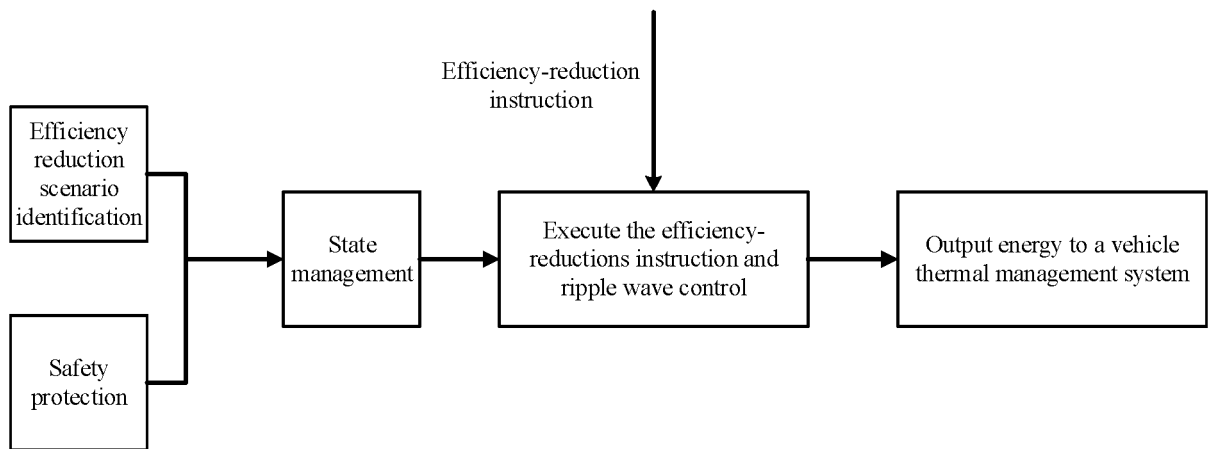 Efficiency-reduction
instruction
Efficiency
reduction
scenario
identification
State
management
Execute the efficiency-
reductions instruction and
ripple wave control
Output energy to a vehicle
thermal management system
Safety
protection